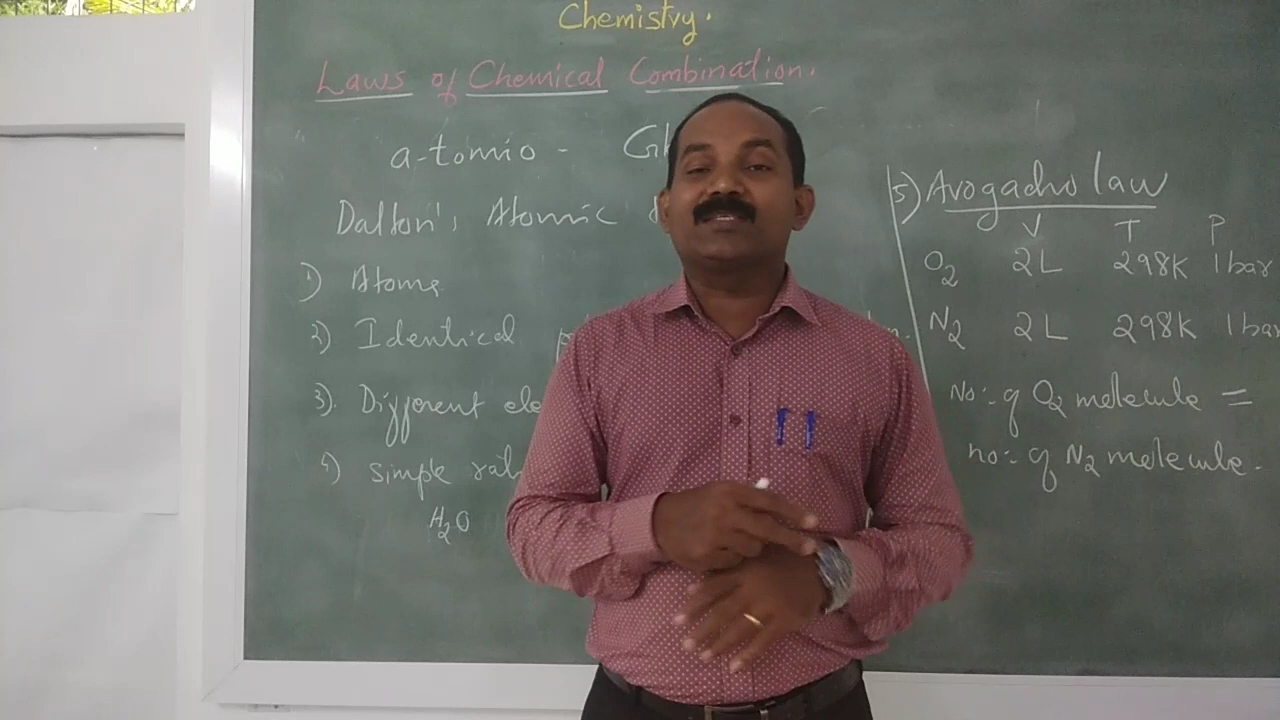 Chemistry.
Laws of Chemical Combination.
a-tomio -
Dalton's Atomic
1) Atoms
2) Identical
3). Different ele
4) simple rat
H2O
5) Avogadro law
V T P
O2 2L 298K 1bar
N2 2L 298K 1bar
No: of O2 molecule =
no: of N2 molecule.